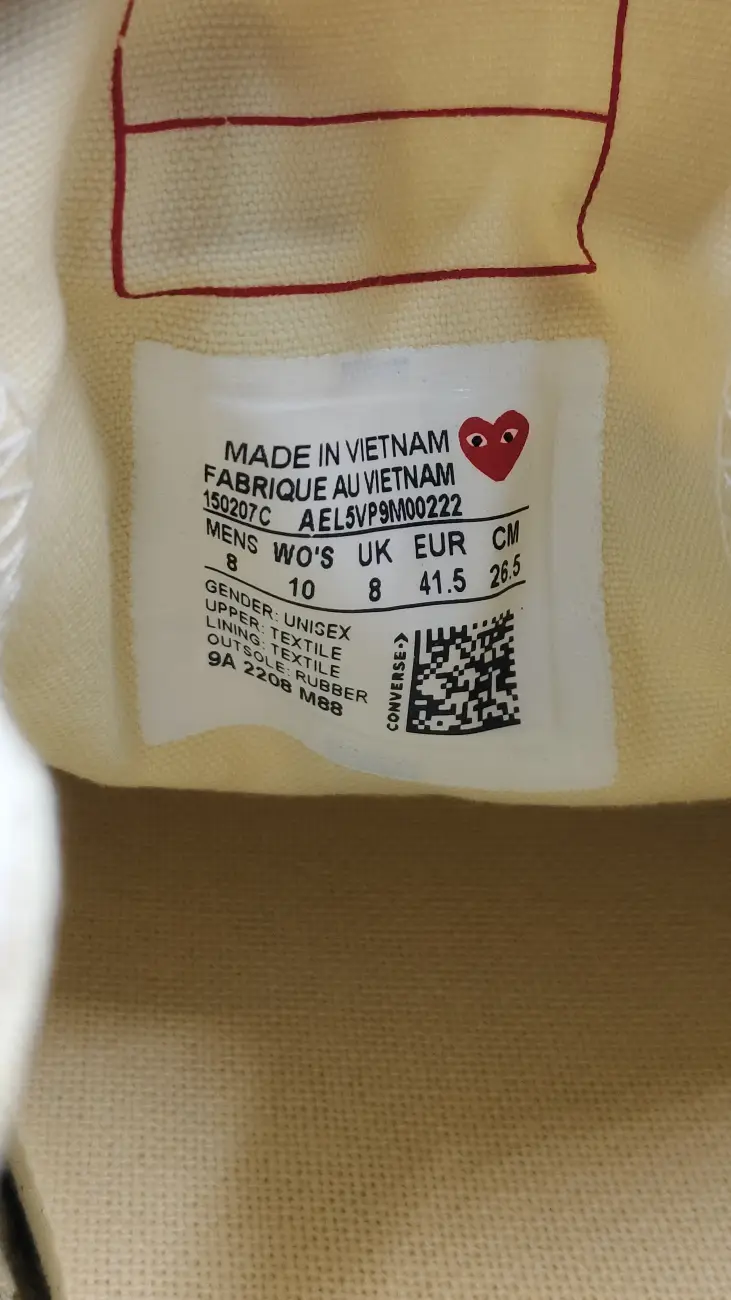 MADE IN VIETNAM
FABRIQUE AU VIETNAM
150207C AEL5VP9M00222
MENS WO'S UK EUR CM
8 10 8 41.5 26.5
GENDER: UNISEX
UPPER: TEXTILE
LINING: TEXTILE
OUTSOLE: RUBBER
9A 2208 M88
CONVERSE